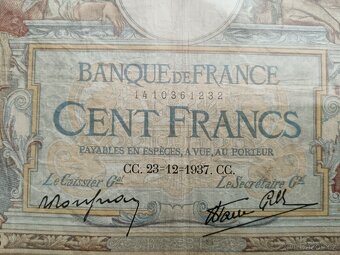 BANQUE DE FRANCE
1410361232
CENT FRANCS
PAYABLES EN ESPÈCES, A VUE, AU PORTEUR
CC. 23-12-1937. CC.
Le Caissier Gal Le Secrétaire Gal